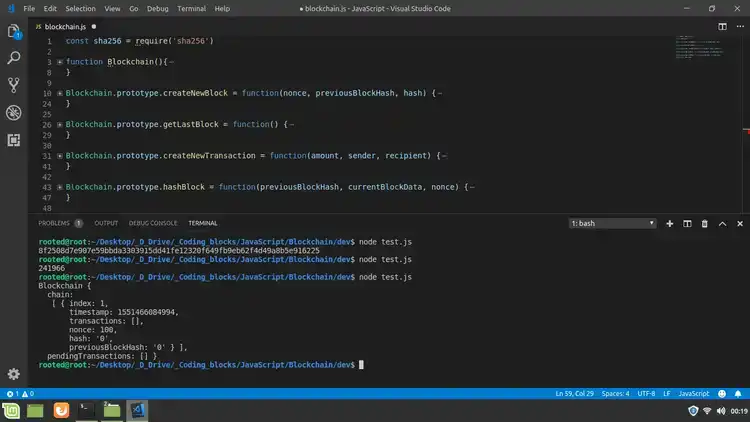 File Edit Selection View Go Debug Terminal Help
● blockchain.js - JavaScript - Visual Studio Code
JS blockchain.js ●
1 const sha256 = require('sha256')
2
3 function Blockchain(){
8 }
9
10 Blockchain.prototype.createNewBlock = function(nonce, previousBlockHash, hash) {
24 }
25
26 Blockchain.prototype.getLastBlock = function() {
29 }
30
31 Blockchain.prototype.createNewTransaction = function(amount, sender, recipient) {
41 }
42
43 Blockchain.prototype.hashBlock = function(previousBlockHash, currentBlockData, nonce) {
47 }
48
PROBLEMS 1 OUTPUT DEBUG CONSOLE TERMINAL 1: bash
rooted@root:~/Desktop/_D_Drive/_Coding_blocks/JavaScript/Blockchain/dev$ node test.js
8f2508d7e907e59bbda3303915dd41fe12320f649fb9eb62f4d49a8b5e916225
rooted@root:~/Desktop/_D_Drive/_Coding_blocks/JavaScript/Blockchain/dev$ node test.js
241966
rooted@root:~/Desktop/_D_Drive/_Coding_blocks/JavaScript/Blockchain/dev$ node test.js
Blockchain {
chain:
[ { index: 1,
timestamp: 1551466084994,
transactions: [],
nonce: 100,
hash: '0',
previousBlockHash: '0' } ],
pendingTransactions: [] }
rooted@root:~/Desktop/_D_Drive/_Coding_blocks/JavaScript/Blockchain/dev$
1 0 Ln 59, Col 29 Spaces: 4 UTF-8 LF JavaScript 1
00:19